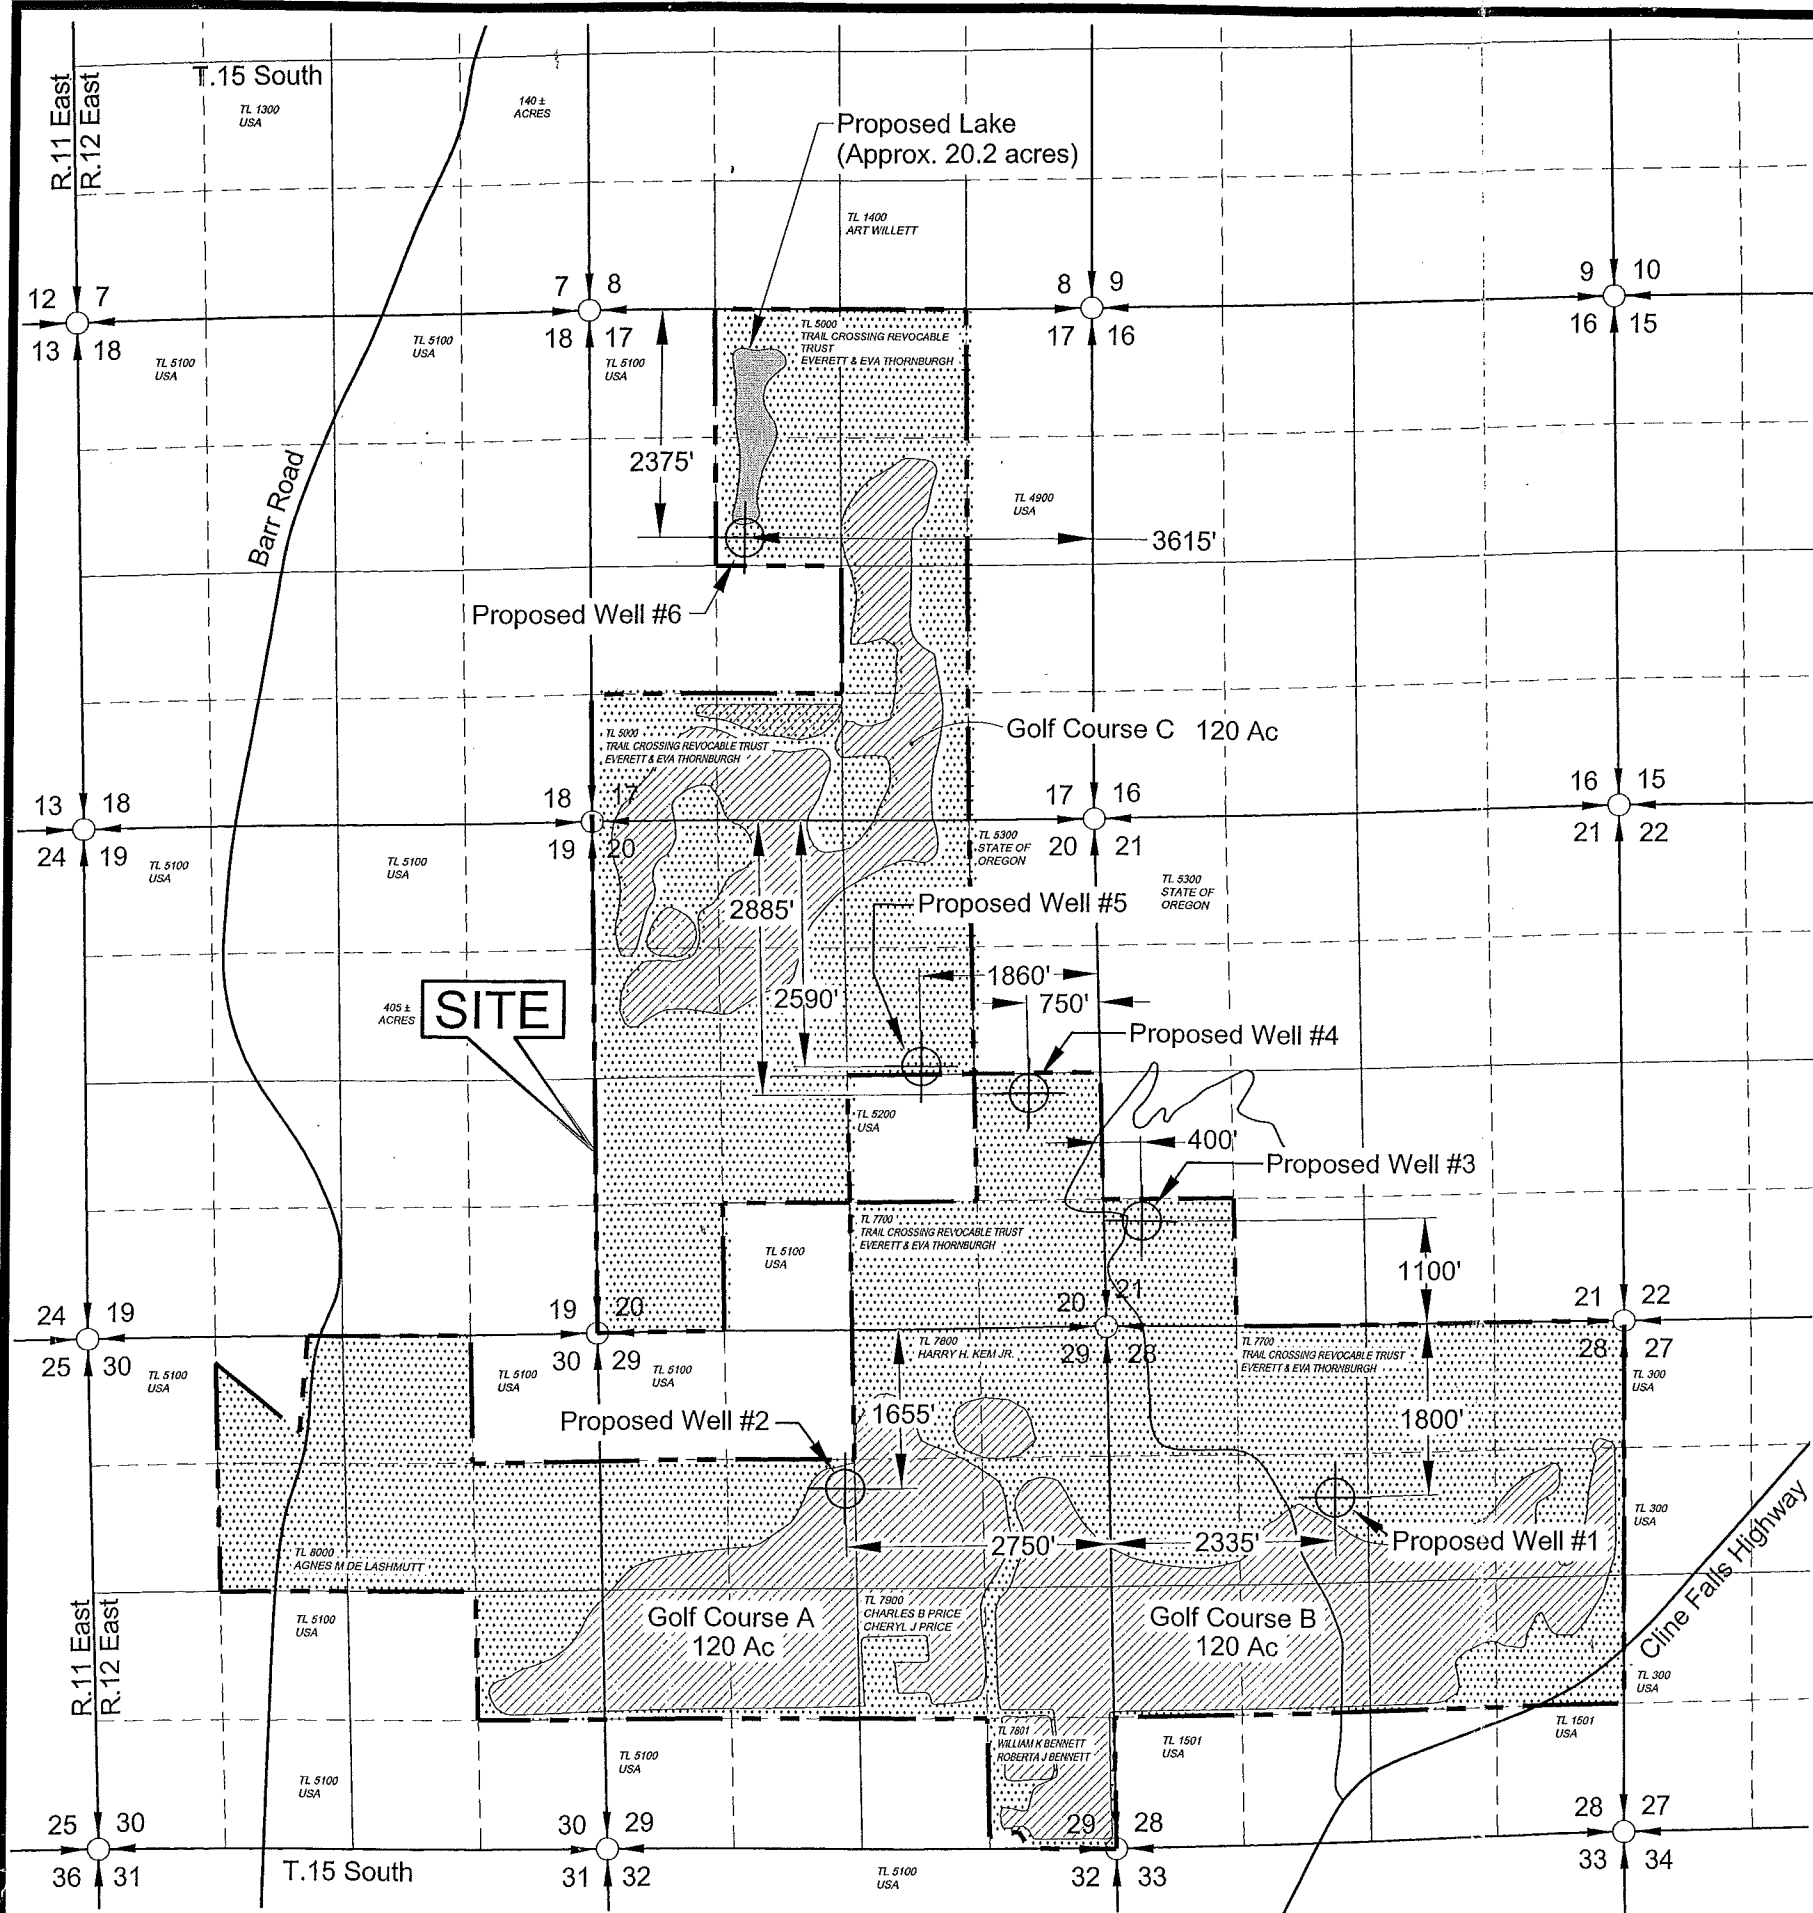 T.15 South
R.11 East
R.12 East
TL 1300
USA
140 ±
ACRES
Proposed Lake
(Approx. 20.2 acres)
TL 1400
ART WILLETT
12 7
7 8
8 9
9 10
13 18
18 17
17 16
16 15
TL 5100
USA
TL 5100
USA
TL 5100
USA
TL 5000
TRAIL CROSSING REVOCABLE
TRUST
EVERETT & EVA THORNBURGH
2375'
Barr Road
TL 4900
USA
3615'
Proposed Well #6
Golf Course C 120 Ac
TL 5000
TRAIL CROSSING REVOCABLE TRUST
EVERETT & EVA THORNBURGH
13 18
18 17
17 16
16 15
24 19
19 20
20 21
21 22
TL 5100
USA
TL 5100
USA
TL 5300
STATE OF
OREGON
TL 5300
STATE OF
OREGON
2885'
Proposed Well #5
1860'
2590'
750'
405 ±
ACRES
SITE
Proposed Well #4
TL 5200
USA
400'
Proposed Well #3
TL 7700
TRAIL CROSSING REVOCABLE TRUST
EVERETT & EVA THORNBURGH
TL 5100
USA
1100'
24 19
19 20
20 21
21 22
25 30
30 29
29 28
28 27
TL 5100
USA
TL 5100
USA
TL 5100
USA
TL 7800
HARRY H. KEM JR.
TL 7700
TRAIL CROSSING REVOCABLE TRUST
EVERETT & EVA THORNBURGH
TL 300
USA
Proposed Well #2
1655'
1800'
TL 300
USA
2750'
2335'
Proposed Well #1
TL 8000
AGNES M DE LASHMUTT
Cline Falls Highway
TL 5100
USA
Golf Course A
120 Ac
TL 7900
CHARLES B PRICE
CHERYL J PRICE
Golf Course B
120 Ac
TL 300
USA
R.11 East
R.12 East
TL 5100
USA
TL 5100
USA
TL 7801
WILLIAM K BENNETT
ROBERTA J BENNETT
TL 1501
USA
TL 1501
USA
25 30
30 29
29 28
28 27
36 31
31 32
32 33
33 34
T.15 South
TL 5100
USA